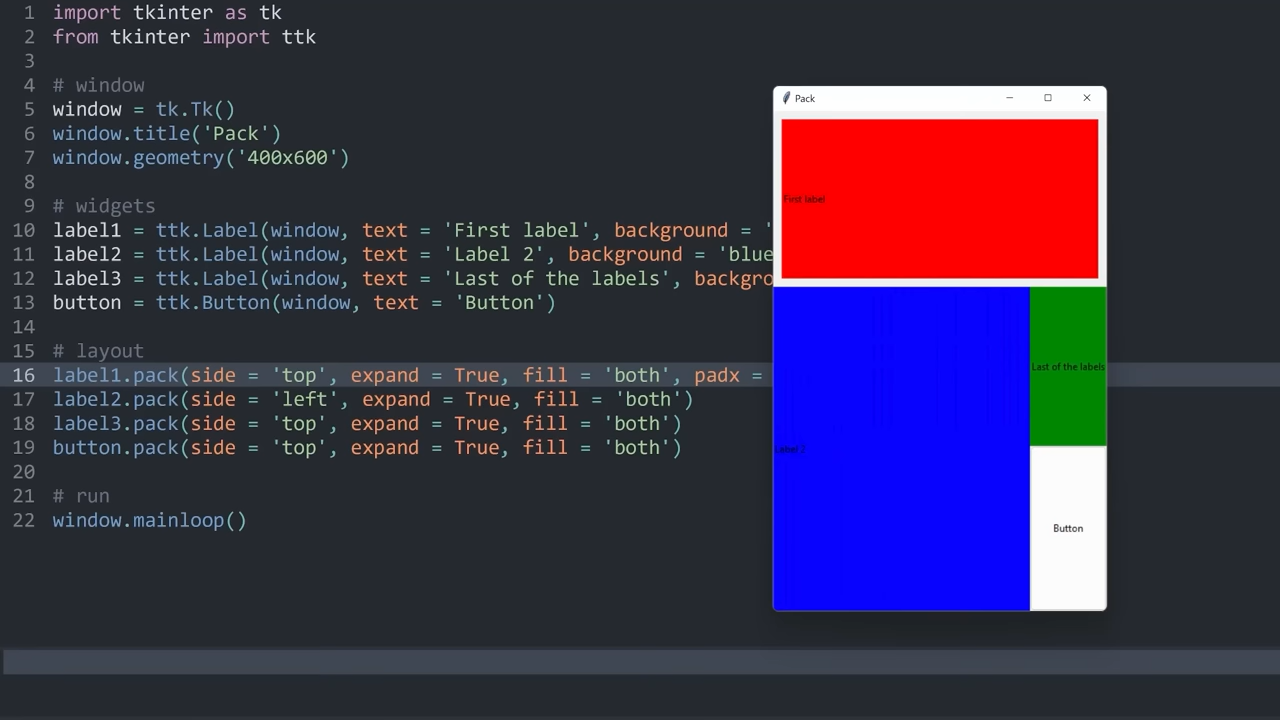 1 import tkinter as tk
2 from tkinter import ttk
3
4 # window
5 window = tk.Tk()
6 window.title('Pack')
7 window.geometry('400x600')
8
9 # widgets
10 label1 = ttk.Label(window, text = 'First label', background = '
11 label2 = ttk.Label(window, text = 'Label 2', background = 'blue
12 label3 = ttk.Label(window, text = 'Last of the labels', backgro
13 button = ttk.Button(window, text = 'Button')
14
15 # layout
16 label1.pack(side = 'top', expand = True, fill = 'both', padx =
17 label2.pack(side = 'left', expand = True, fill = 'both')
18 label3.pack(side = 'top', expand = True, fill = 'both')
19 button.pack(side = 'top', expand = True, fill = 'both')
20
21 # run
22 window.mainloop()
Pack
First label
Last of the labels
Label 2
Button